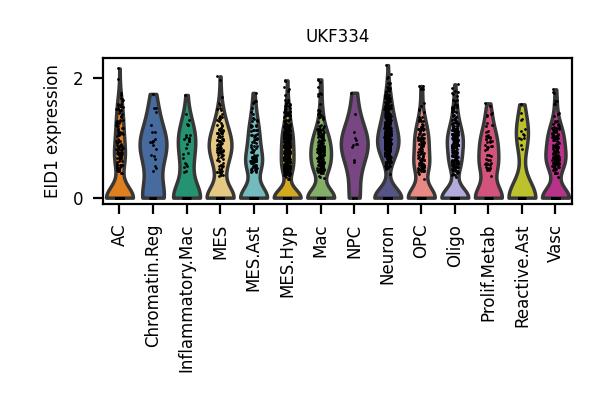 UKF334
EID1 expression
2
0
AC
Chromatin.Reg
Inflammatory.Mac
MES
MES.Ast
MES.Hyp
Mac
NPC
Neuron
OPC
Oligo
Prolif.Metab
Reactive.Ast
Vasc